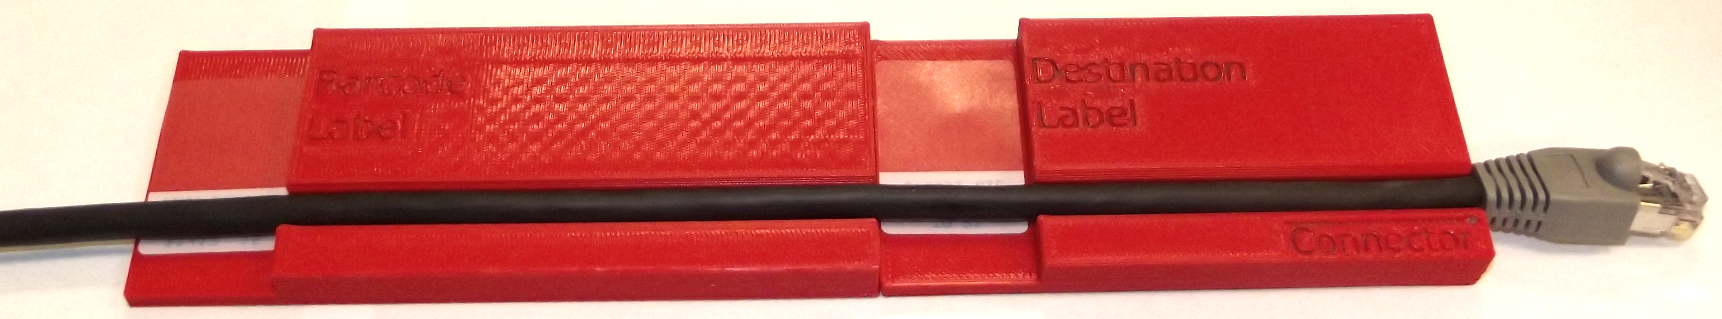 Barcode
Label
Destination
Label
Connector